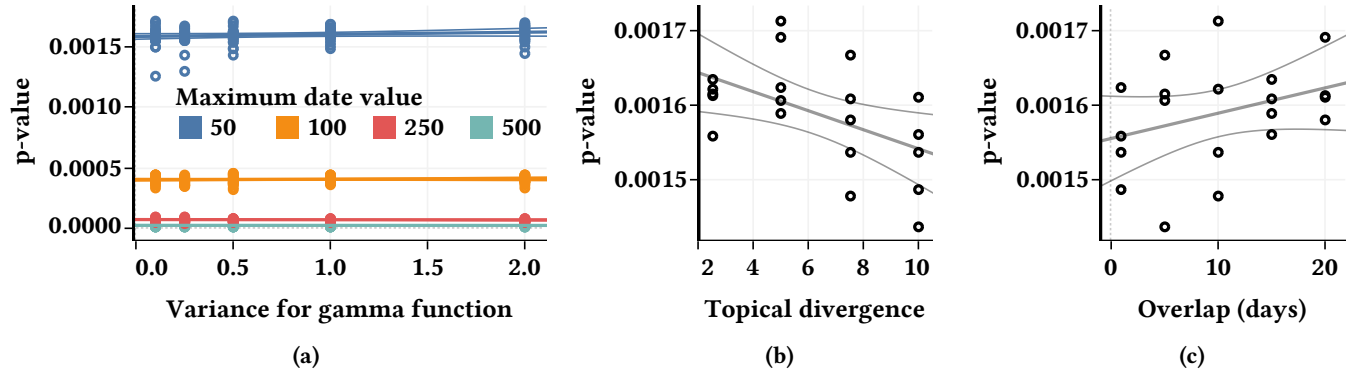 p-value
0.0015
0.0010
0.0005
0.0000
Maximum date value
50 100 250 500
0.0 0.5 1.0 1.5 2.0
Variance for gamma function
(a)
p-value
0.0017
0.0016
0.0015
2 4 6 8 10
Topical divergence
(b)
p-value
0.0017
0.0016
0.0015
0 10 20
Overlap (days)
(c)